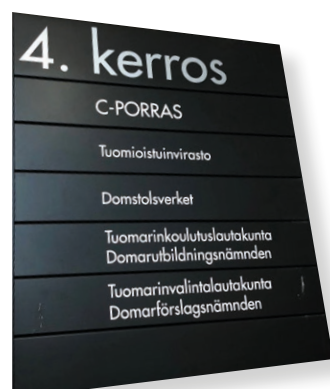 4. kerros
C-PORRAS
Tuomioistuinvirasto
Domstolsverket
Tuomarinkoulutuslautakunta
Domarutbildningsnämnden
Tuomarinvalintalautakunta
Domarförslagsnämnden